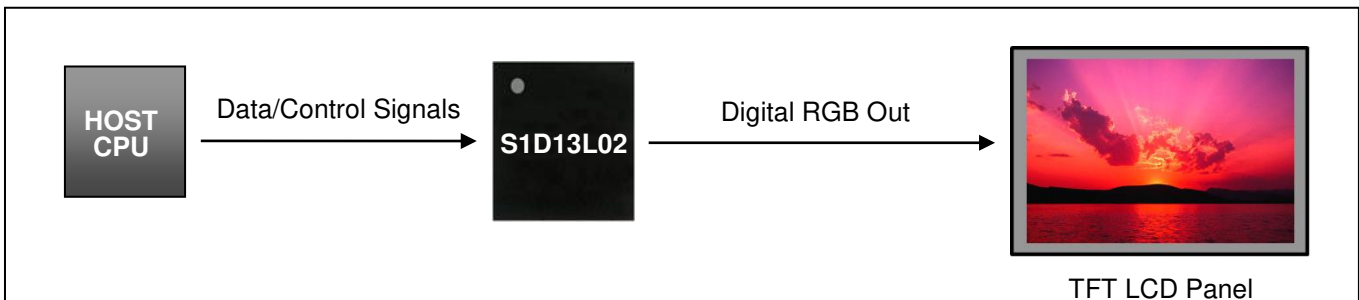 HOST
CPU
Data/Control Signals
S1D13L02
Digital RGB Out
TFT LCD Panel